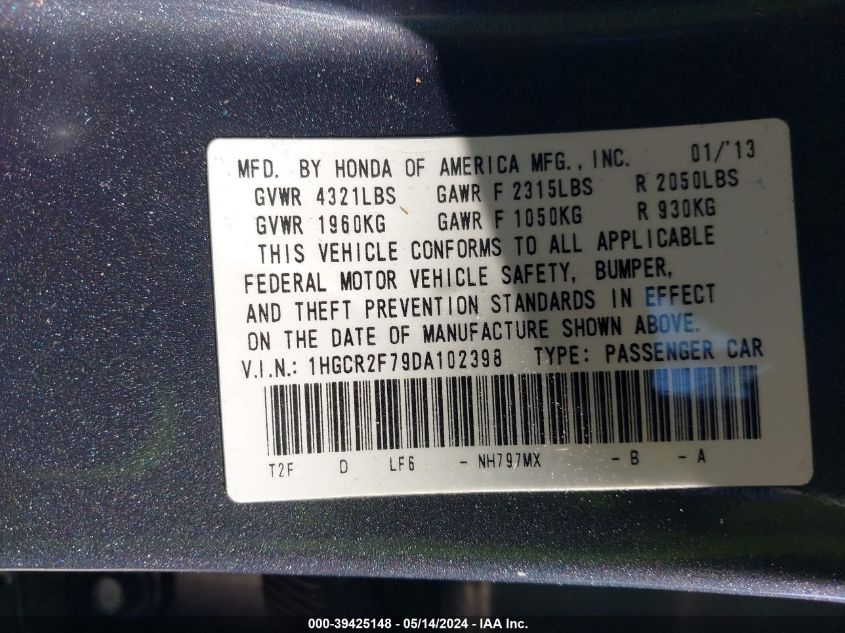 MFD. BY HONDA OF AMERICA MFG., INC. 01/'13
GVWR 4321LBS GAWR F 2315LBS R 2050LBS
GVWR 1960KG GAWR F 1050KG R 930KG
THIS VEHICLE CONFORMS TO ALL APPLICABLE
FEDERAL MOTOR VEHICLE SAFETY, BUMPER,
AND THEFT PREVENTION STANDARDS IN EFFECT
ON THE DATE OF MANUFACTURE SHOWN ABOVE.
V.I.N.: 1HGCR2F79DA102398 TYPE: PASSENGER CAR
T2F D LF6 - NH797MX - B - A
000-39425148 - 05/14/2024 - IAA Inc.